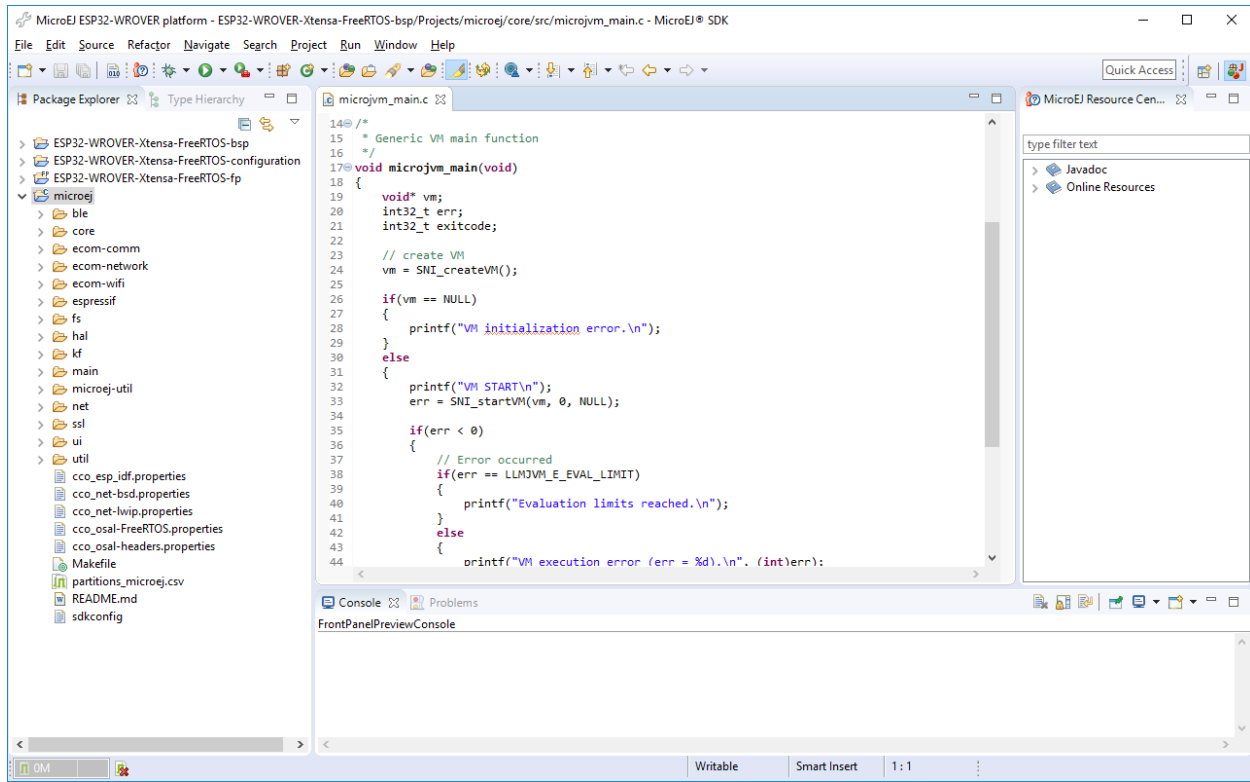 MicroEJ ESP32-WROVER platform - ESP32-WROVER-Xtensa-FreeRTOS-bsp/Projects/microej/core/src/microjvm_main.c - MicroEJ® SDK
File Edit Source Refactor Navigate Search Project Run Window Help
Quick Access
Package Explorer
Type Hierarchy
ESP32-WROVER-Xtensa-FreeRTOS-bsp
ESP32-WROVER-Xtensa-FreeRTOS-configuration
ESP32-WROVER-Xtensa-FreeRTOS-fp
microej
ble
core
ecom-comm
ecom-network
ecom-wifi
espressif
fs
hal
kf
main
microej-util
net
ssl
ui
util
cco_esp_idf.properties
cco_net-bsd.properties
cco_net-lwip.properties
cco_osal-FreeRTOS.properties
cco_osal-headers.properties
Makefile
partitions_microej.csv
README.md
sdkconfig
microjvm_main.c
14 /*
15 * Generic VM main function
16 */
17 void microjvm_main(void)
18 {
19 void* vm;
20 int32_t err;
21 int32_t exitcode;
22
23 // create VM
24 vm = SNI_createVM();
25
26 if(vm == NULL)
27 {
28 printf("VM initialization error.\n");
29 }
30 else
31 {
32 printf("VM START\n");
33 err = SNI_startVM(vm, 0, NULL);
34
35 if(err < 0)
36 {
37 // Error occurred
38 if(err == LLMJVM_E_EVAL_LIMIT)
39 {
40 printf("Evaluation limits reached.\n");
41 }
42 else
43 {
44 printf("VM execution error (err = %d).\n", (int)err);
MicroEJ Resource Cen...
type filter text
Javadoc
Online Resources
Console
Problems
FrontPanelPreviewConsole
0M
Writable
Smart Insert
1 : 1